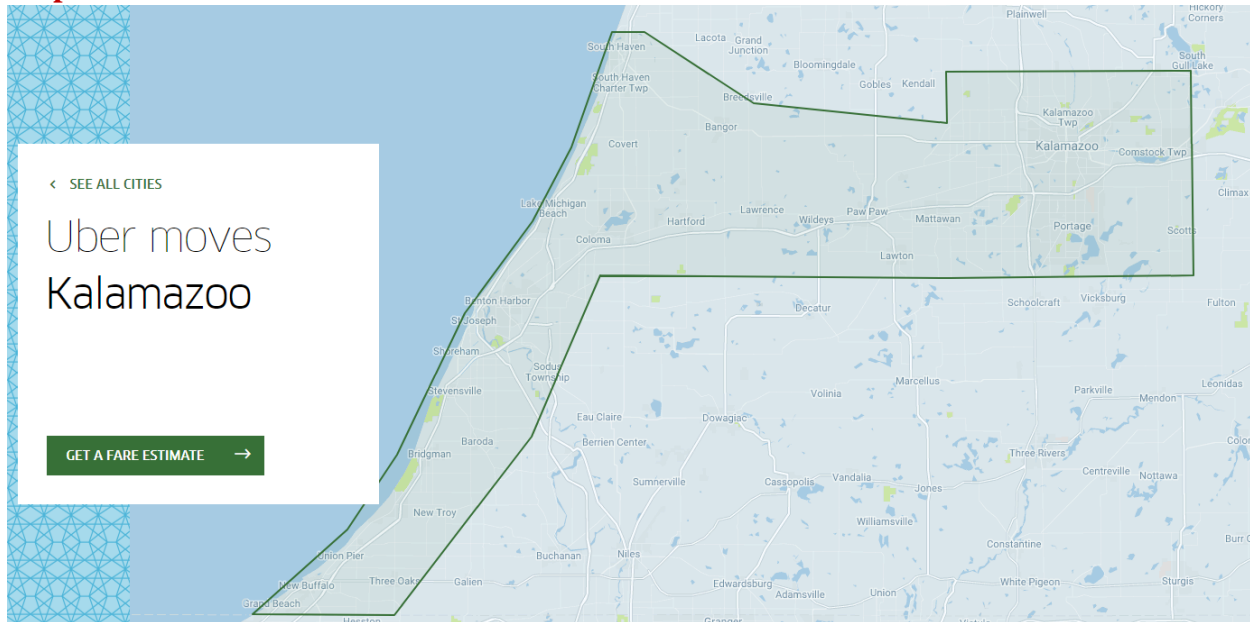 Plainwell
Hickory
Corners
Lacota
Grand
Junction
South Haven
South
Gull Lake
Bloomingdale
South Haven
Charter Twp
Gobles
Kendall
Breedsville
Kalamazoo
Twp
Bangor
Covert
Kalamazoo
Comstock Twp
< SEE ALL CITIES
Climax
Lake Michigan
Beach
Lawrence
Paw Paw
Hartford
Wildeys
Mattawan
Portage
Scotts
Uber moves
Coloma
Lawton
Kalamazoo
Benton Harbor
Schoolcraft
Vicksburg
Fulton
Decatur
St Joseph
Shoreham
Sodus
Township
Marcellus
Leonidas
Stevensville
Volinia
Parkville
Mendon
Eau Claire
Dowagiac
Baroda
Berrien Center
GET A FARE ESTIMATE →
Bridgman
Three Rivers
Centreville
Nottawa
Sumnerville
Cassopolis
Vandalia
Jones
New Troy
Williamsville
Constantine
Burr
Union Pier
Buchanan
Niles
New Buffalo
Three Oaks
Galien
Edwardsburg
Adamsville
Union
White Pigeon
Sturgis
Grand Beach
Hesston
Granger